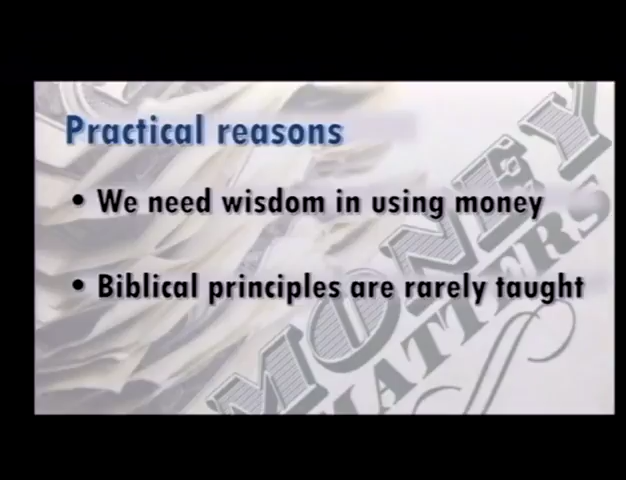 Practical reasons
• We need wisdom in using money
• Biblical principles are rarely taught
MONEY
MATTERS